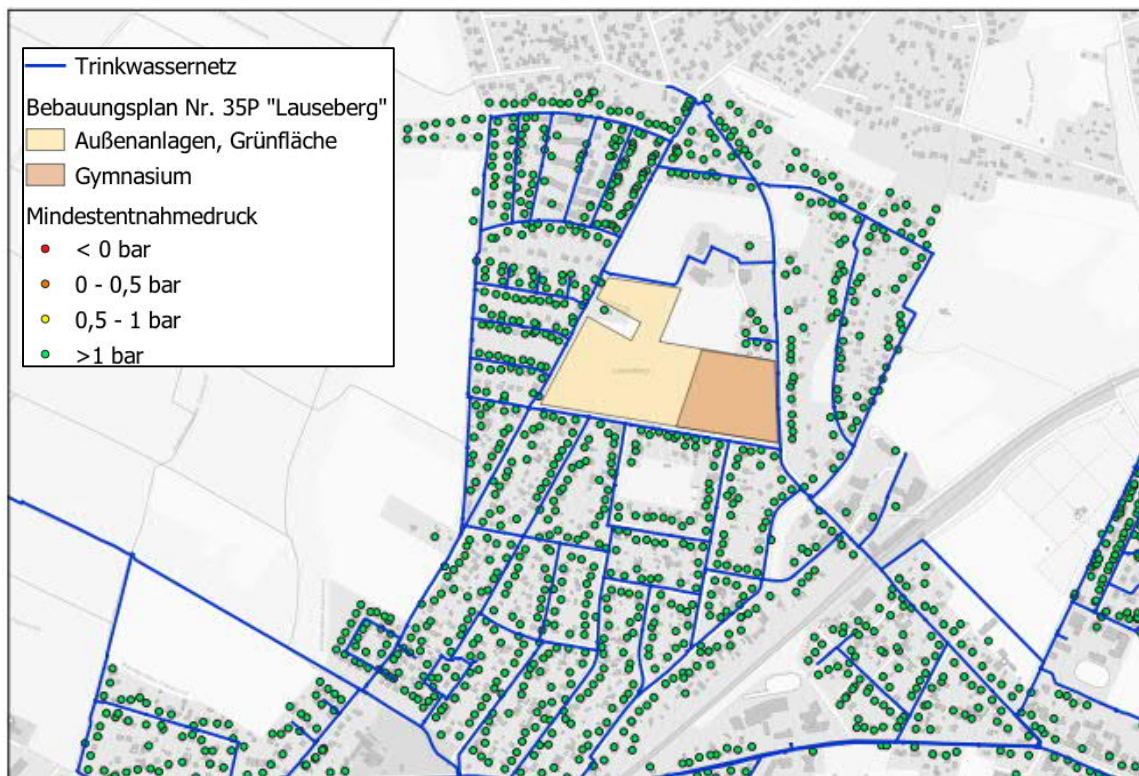 Trinkwassernetz
Bebauungsplan Nr. 35P "Lauseberg"
Außenanlagen, Grünfläche
Gymnasium
Mindestentnahmedruck
< 0 bar
0 - 0,5 bar
0,5 - 1 bar
>1 bar